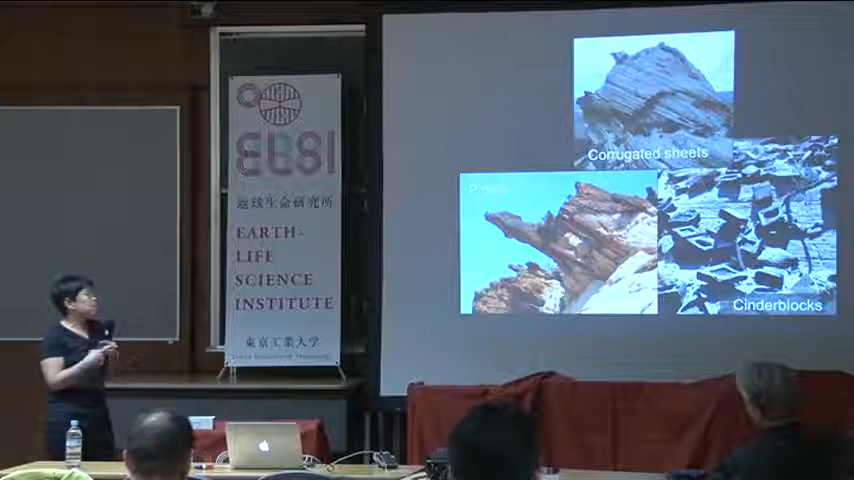 ELSI
地球生命研究所
EARTH-
LIFE
SCIENCE
INSTITUTE
東京工業大学
Corrugated sheets
Cinderblocks